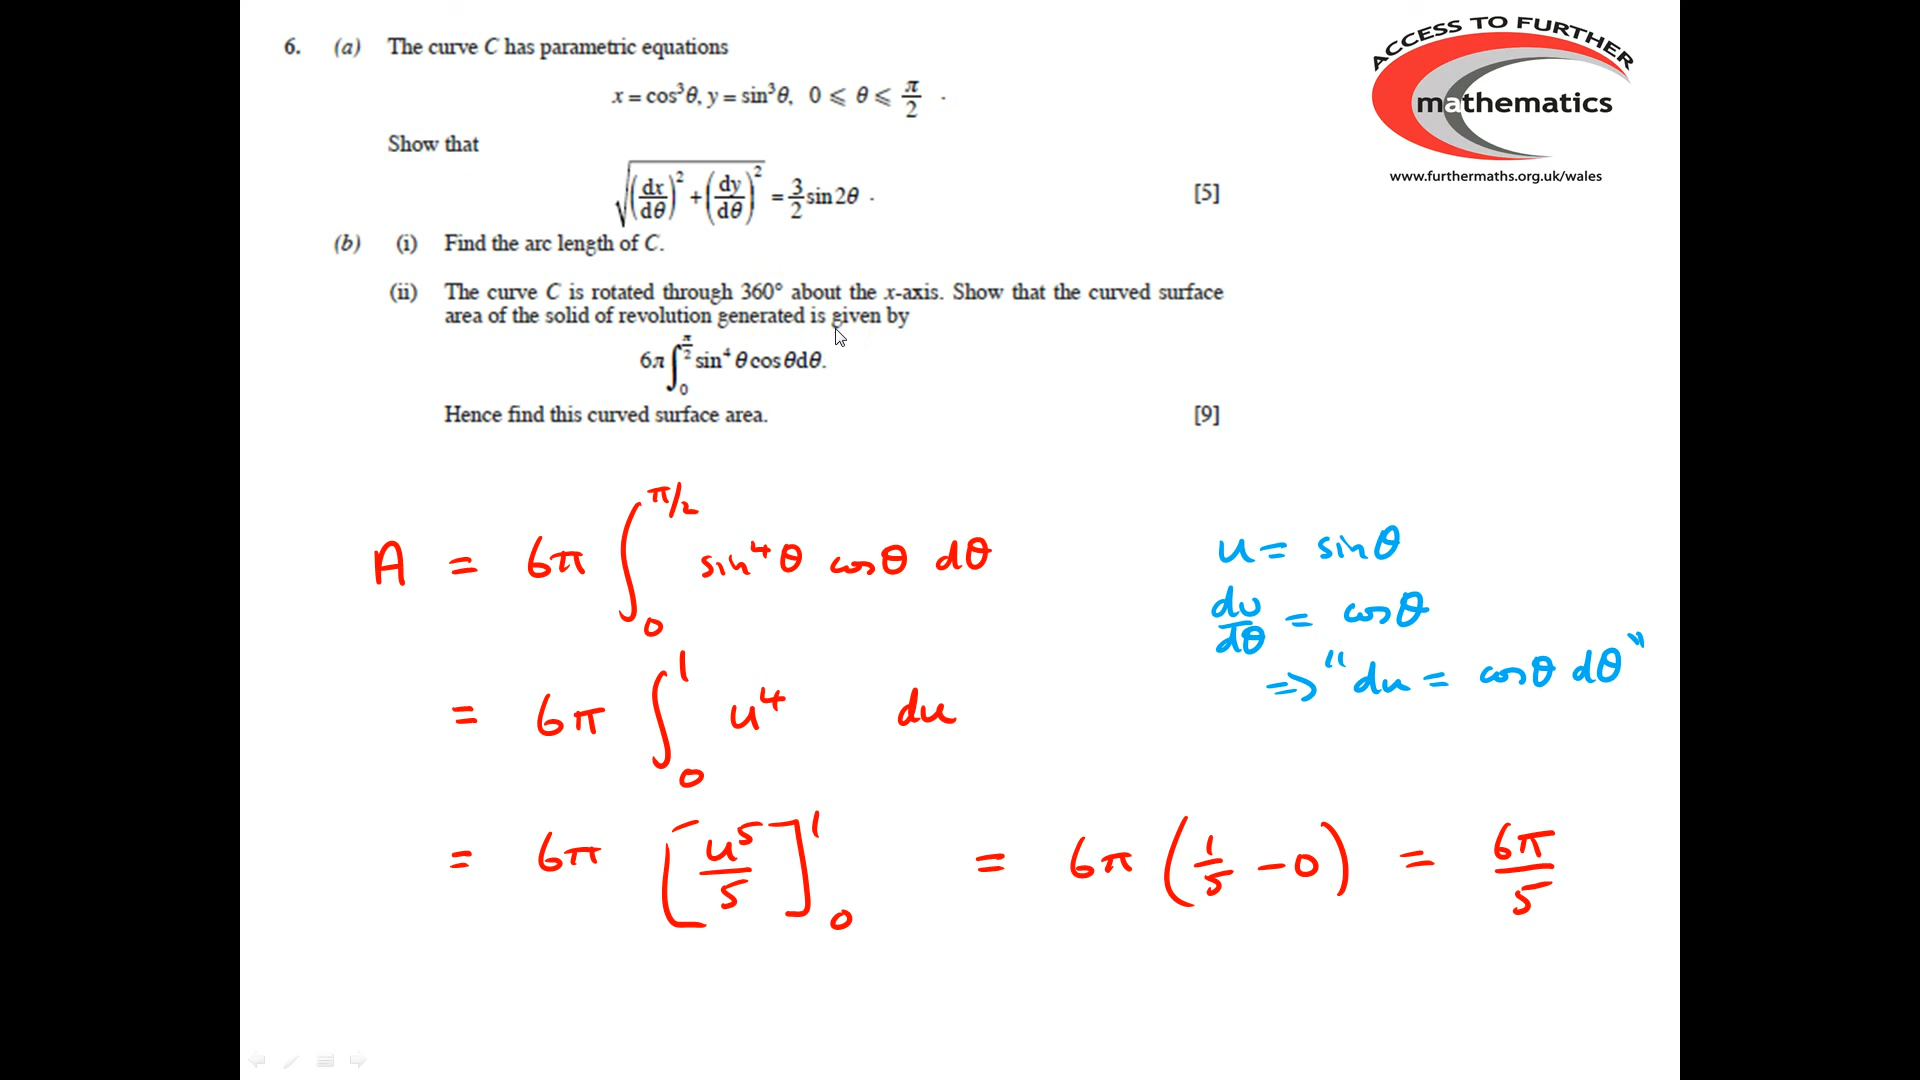 6. (a) The curve C has parametric equations
x = cos³θ, y = sin³θ, 0 ⩽ θ ⩽ π/2 .
Show that
√((dx/dθ)² + (dy/dθ)²) = 3/2 sin 2θ . [5]
(b) (i) Find the arc length of C.
(ii) The curve C is rotated through 360° about the x-axis. Show that the curved surface
area of the solid of revolution generated is given by
6π ∫₀^(π/2) sin⁴ θ cos θ dθ.
Hence find this curved surface area. [9]
ACCESS TO FURTHER
mathematics
www.furthermaths.org.uk/wales
A = 6π ∫₀^(π/2) sin⁴θ cosθ dθ
= 6π ∫₀¹ u⁴ du
= 6π [u⁵/5]₀¹ = 6π (1/5 − 0) = 6π/5
u = sinθ
du/dθ = cosθ
⇒ "du = cosθ dθ"